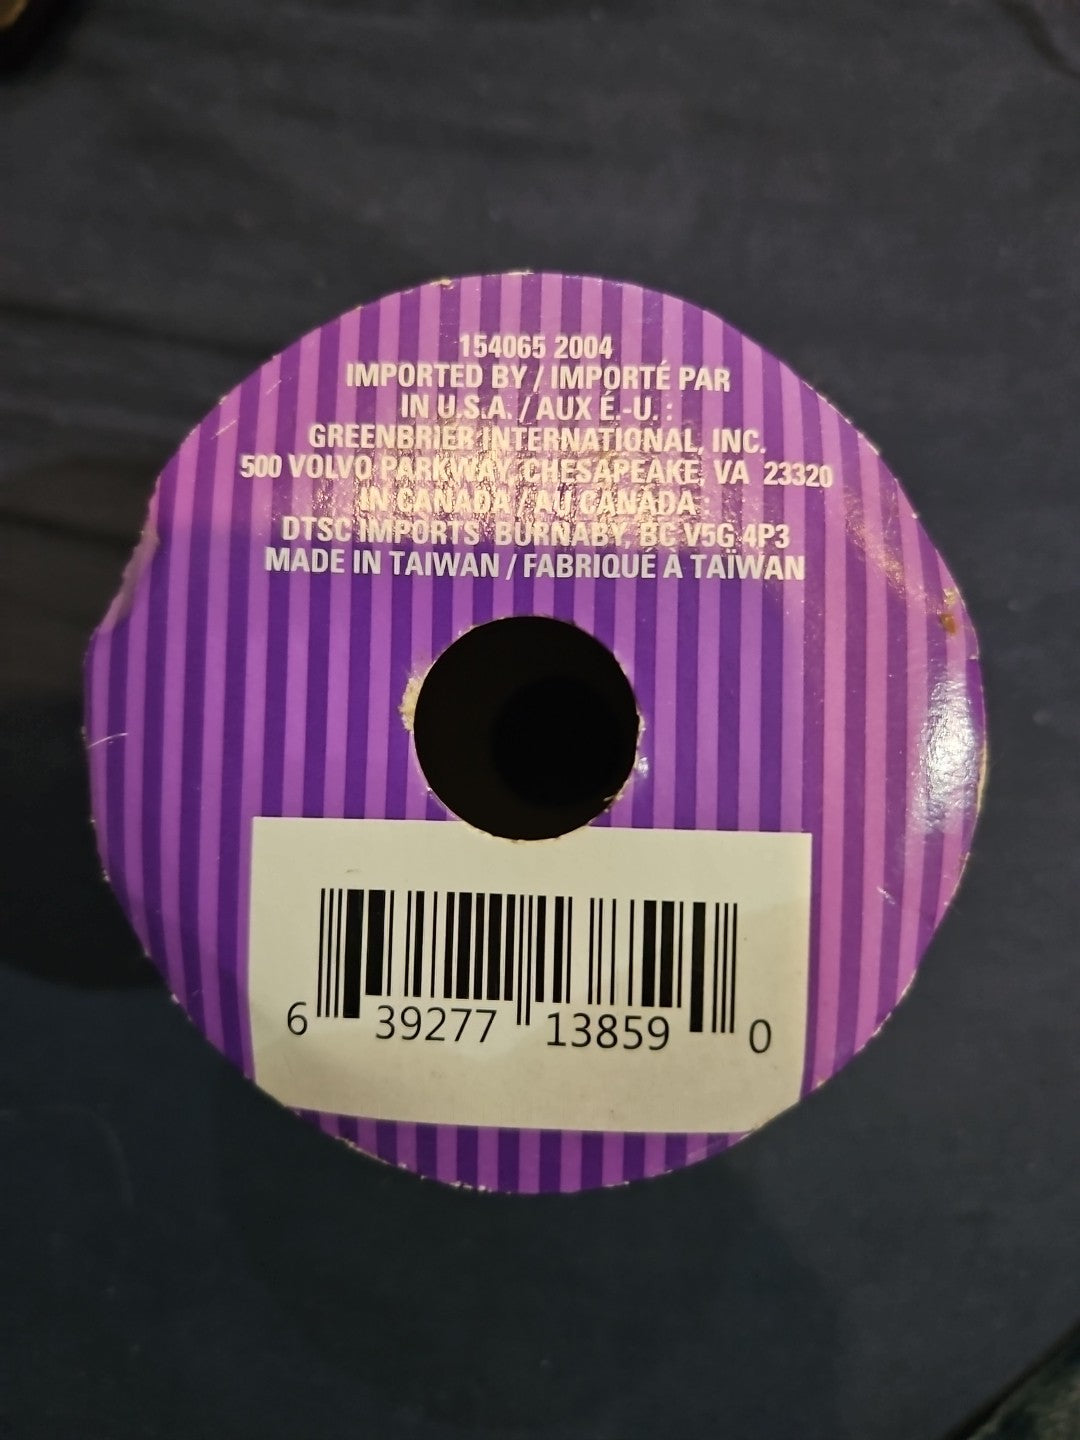 154065 2004
IMPORTED BY / IMPORTÉ PAR
IN U.S.A. / AUX É.-U. :
GREENBRIER INTERNATIONAL, INC.
500 VOLVO PARKWAY, CHESAPEAKE, VA 23320
IN CANADA / AU CANADA
DTSC IMPORTS BURNABY, BC V5G 4P3
MADE IN TAIWAN / FABRIQUÉ À TAÏWAN
6 39277 13859 0